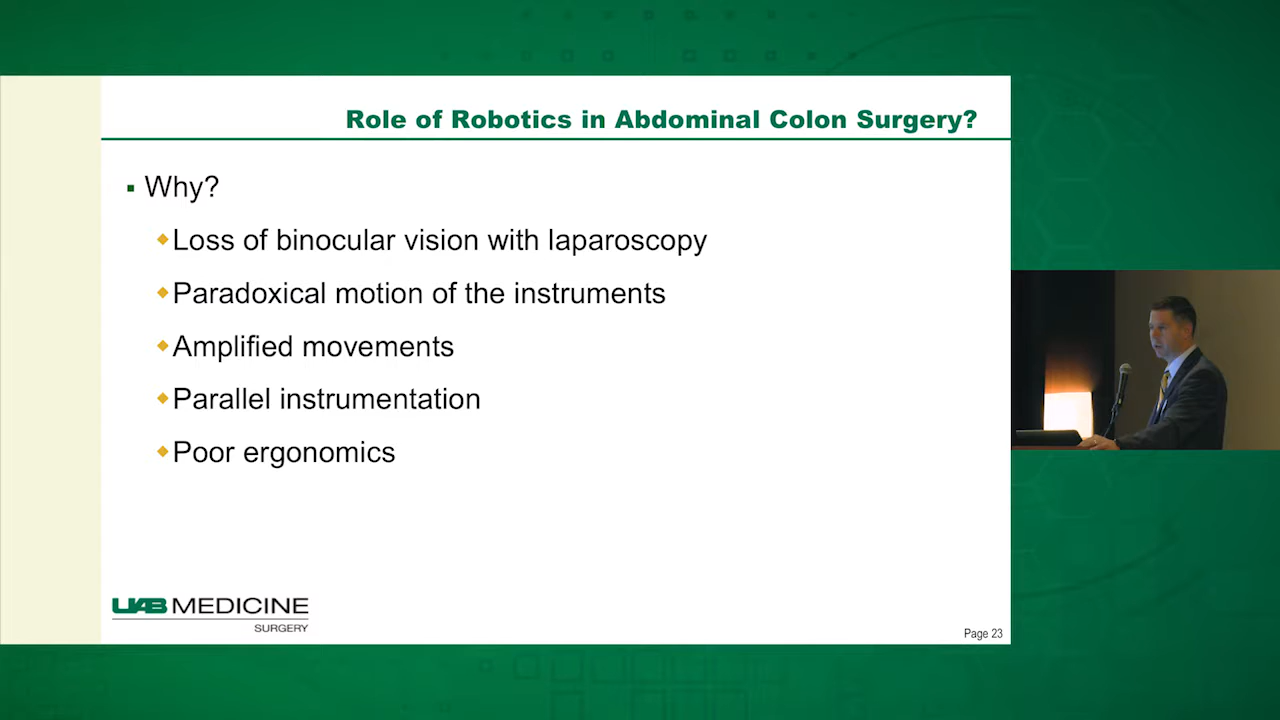 Role of Robotics in Abdominal Colon Surgery?
Why?
Loss of binocular vision with laparoscopy
Paradoxical motion of the instruments
Amplified movements
Parallel instrumentation
Poor ergonomics
UAB MEDICINE
SURGERY
Page 23